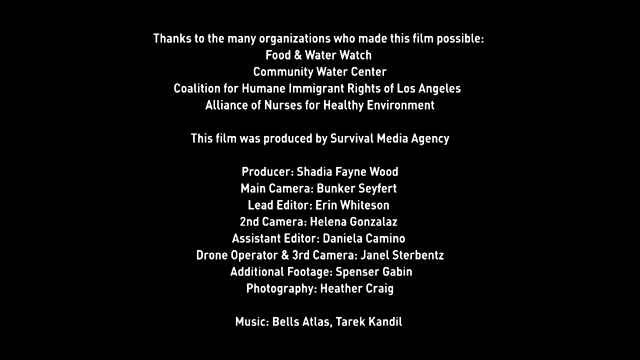 Thanks to the many organizations who made this film possible:
Food & Water Watch
Community Water Center
Coalition for Humane Immigrant Rights of Los Angeles
Alliance of Nurses for Healthy Environment
This film was produced by Survival Media Agency
Producer: Shadia Fayne Wood
Main Camera: Bunker Seyfert
Lead Editor: Erin Whiteson
2nd Camera: Helena Gonzalaz
Assistant Editor: Daniela Camino
Drone Operator & 3rd Camera: Janel Sterbentz
Additional Footage: Spenser Gabin
Photography: Heather Craig
Music: Bells Atlas, Tarek Kandil